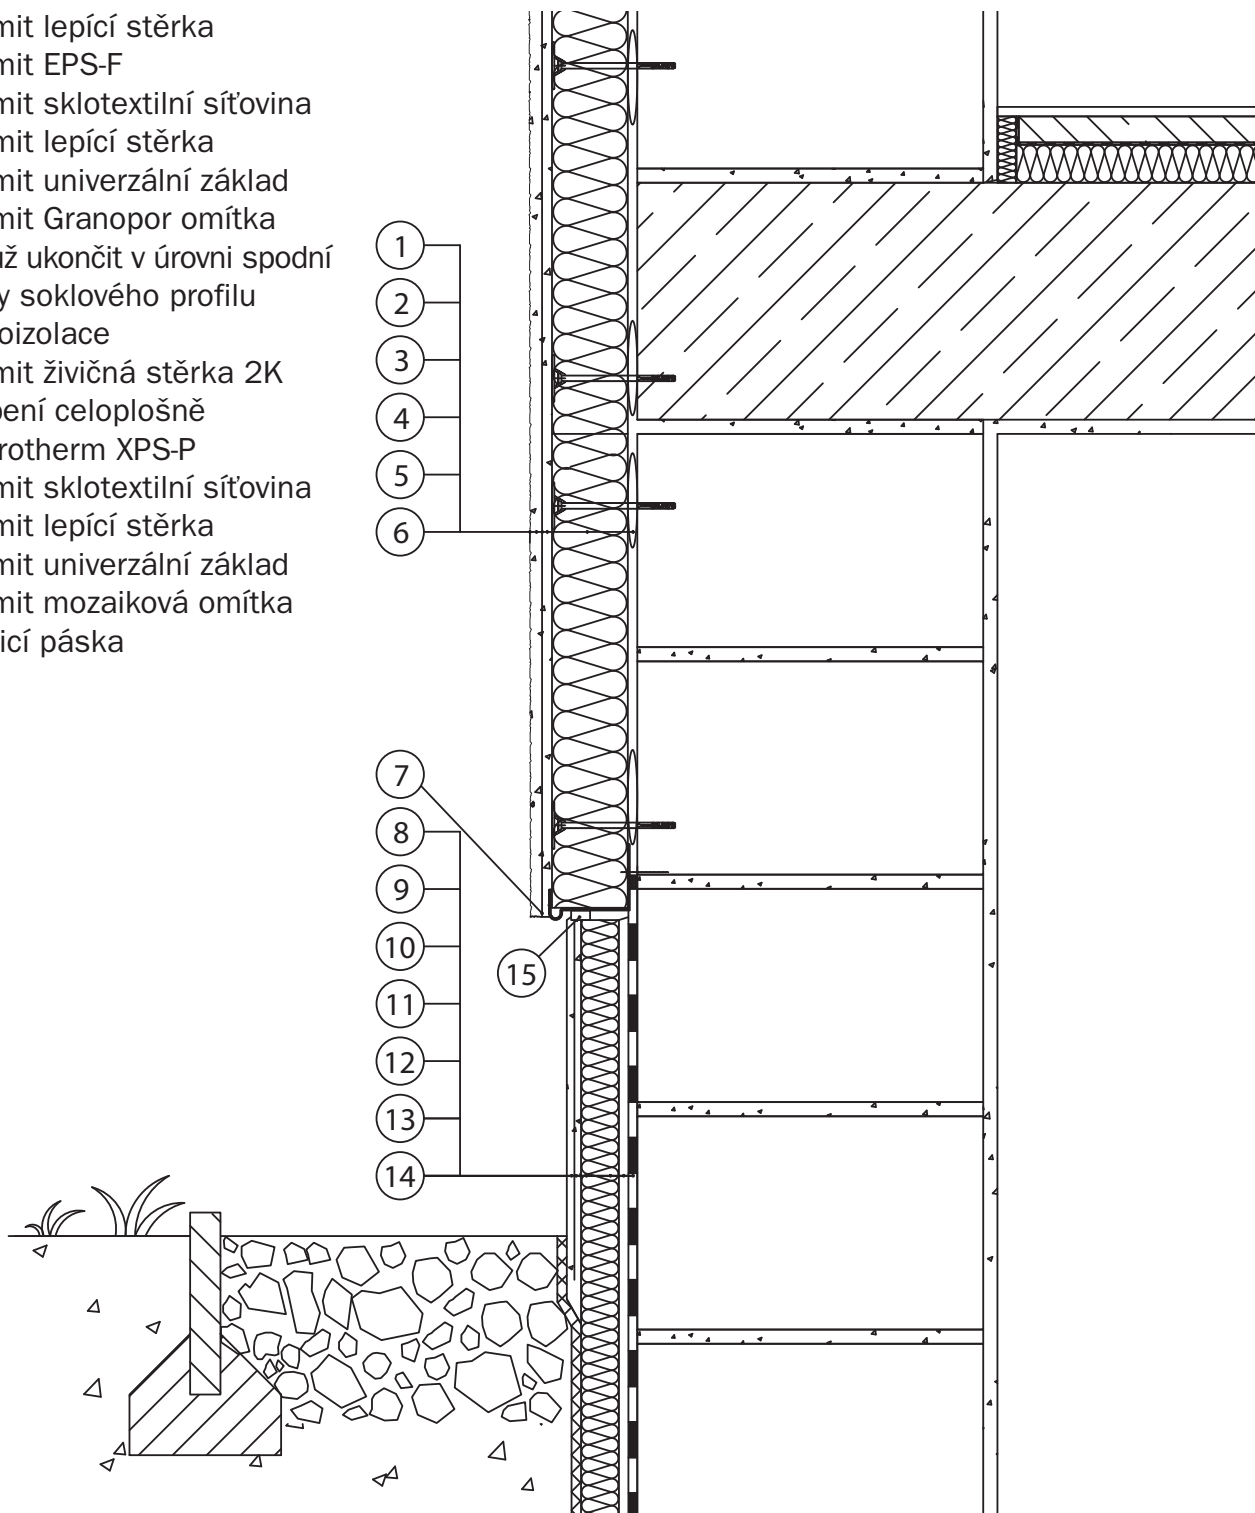 mit lepící stěrka
mit EPS-F
mit sklotextilní síťovina
mit lepící stěrka
mit univerzální základ
mit Granopor omítka
už ukončit v úrovni spodní
y soklového profilu
oizolace
mit živičná stěrka 2K
pení celoplošně
rotherm XPS-P
mit sklotextilní síťovina
mit lepící stěrka
mit univerzální základ
mit mozaiková omítka
icí páska
1
2
3
4
5
6
7
8
9
10
11
12
13
14
15